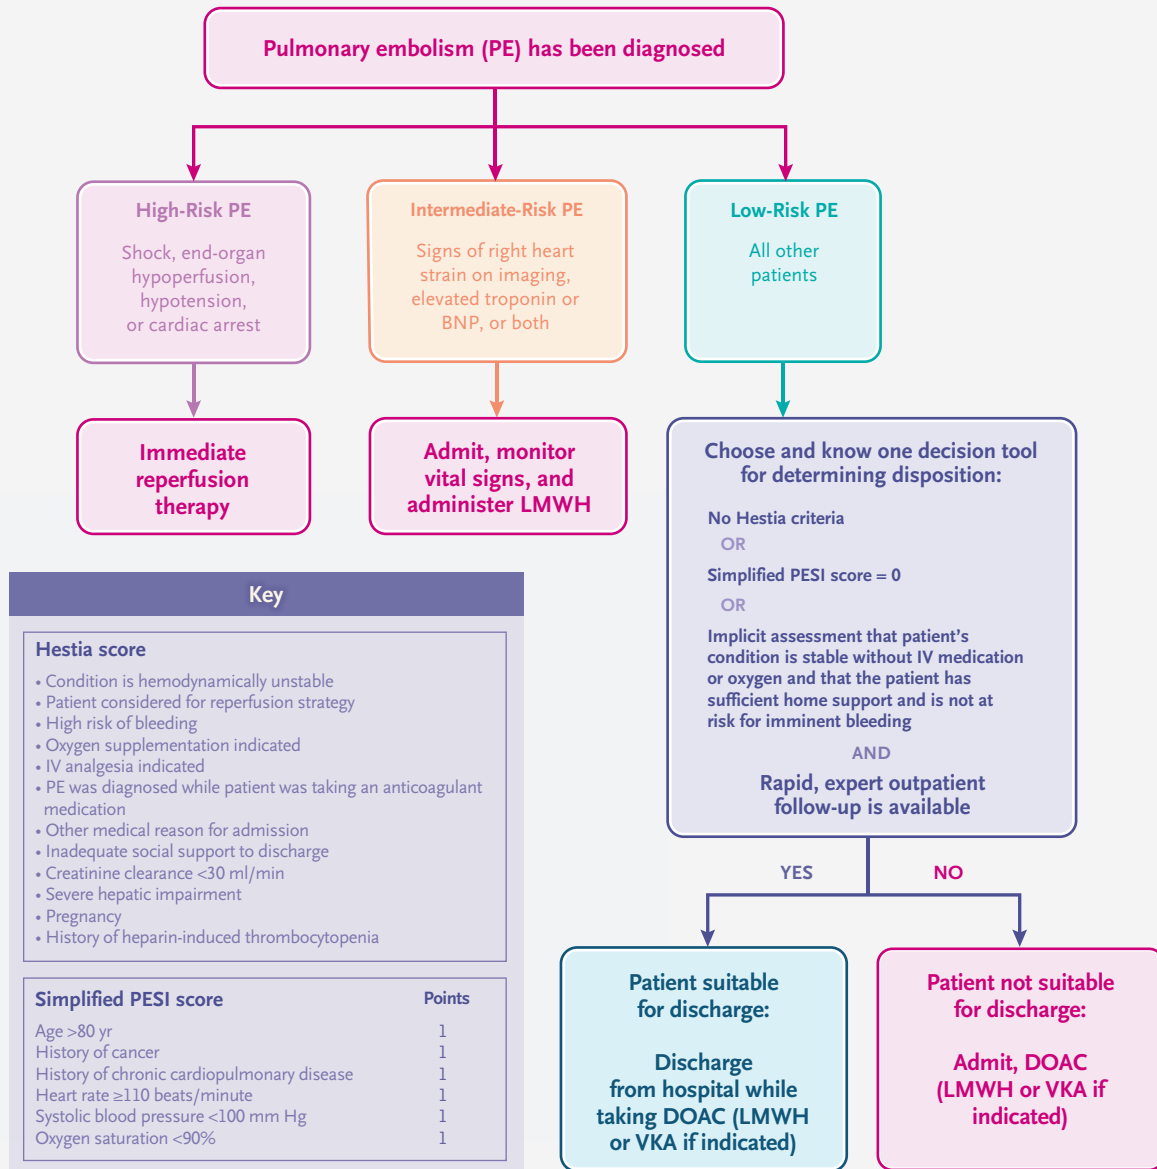 Pulmonary embolism (PE) has been diagnosed
High-Risk PE
Shock, end-organ
hypoperfusion,
hypotension,
or cardiac arrest
Intermediate-Risk PE
Signs of right heart
strain on imaging,
elevated troponin or
BNP, or both
Low-Risk PE
All other
patients
Immediate
reperfusion
therapy
Admit, monitor
vital signs, and
administer LMWH
Choose and know one decision tool
for determining disposition:
No Hestia criteria
OR
Simplified PESI score = 0
OR
Implicit assessment that patient’s
condition is stable without IV medication
or oxygen and that the patient has
sufficient home support and is not at
risk for imminent bleeding
AND
Rapid, expert outpatient
follow-up is available
YES
NO
Patient suitable
for discharge:
Discharge
from hospital while
taking DOAC (LMWH
or VKA if indicated)
Patient not suitable
for discharge:
Admit, DOAC
(LMWH or VKA if
indicated)
Key
Hestia score
• Condition is hemodynamically unstable
• Patient considered for reperfusion strategy
• High risk of bleeding
• Oxygen supplementation indicated
• IV analgesia indicated
• PE was diagnosed while patient was taking an anticoagulant
medication
• Other medical reason for admission
• Inadequate social support to discharge
• Creatinine clearance <30 ml/min
• Severe hepatic impairment
• Pregnancy
• History of heparin-induced thrombocytopenia
Simplified PESI score Points
Age >80 yr 1
History of cancer 1
History of chronic cardiopulmonary disease 1
Heart rate ≥110 beats/minute 1
Systolic blood pressure <100 mm Hg 1
Oxygen saturation <90% 1